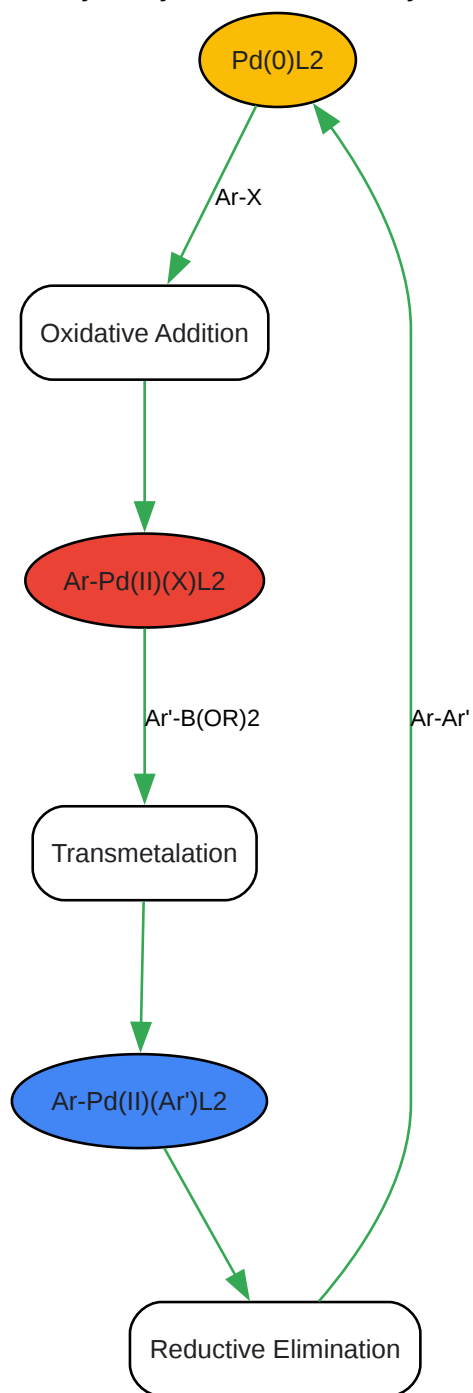 Pd(0)L2
Ar-X
Oxidative Addition
Ar-Pd(II)(X)L2
Ar'-B(OR)2
Ar-Ar'
Transmetalation
Ar-Pd(II)(Ar')L2
Reductive Elimination